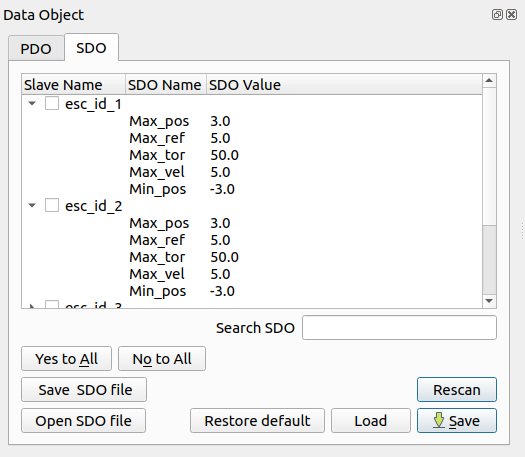 Data Object
PDO SDO
Slave Name SDO Name SDO Value
esc_id_1
Max_pos 3.0
Max_ref 5.0
Max_tor 50.0
Max_vel 5.0
Min_pos -3.0
esc_id_2
Max_pos 3.0
Max_ref 5.0
Max_tor 50.0
Max_vel 5.0
Min_pos -3.0
esc_id_3
Search SDO
Yes to All No to All
Save SDO file Rescan
Open SDO file Restore default Load Save